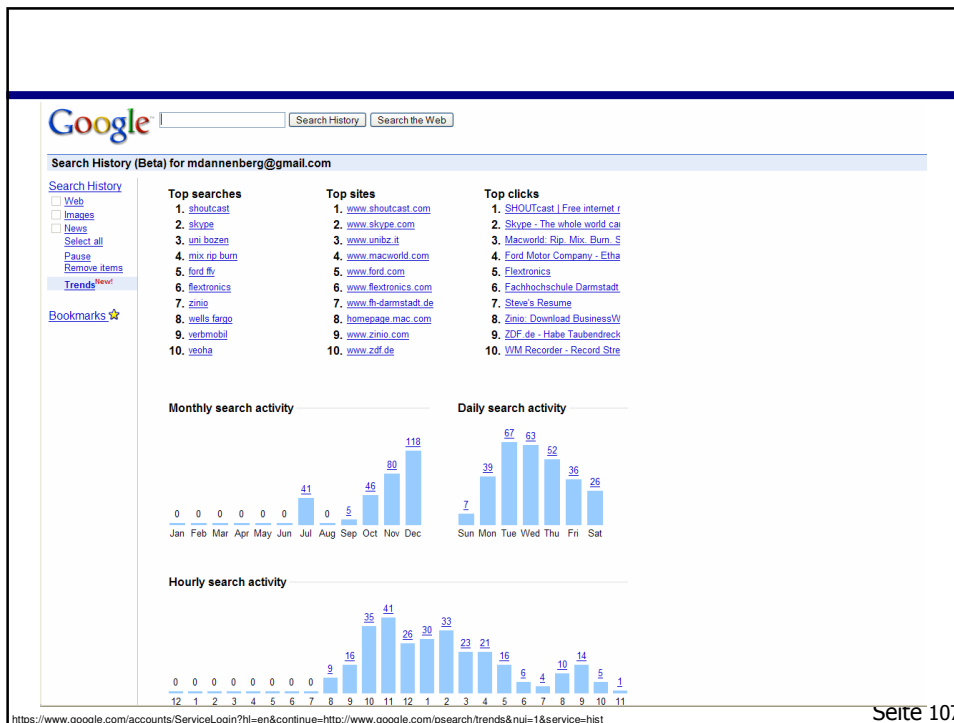 Google
Search History Search the Web
Search History (Beta) for mdannenberg@gmail.com
Search History
Web
Images
News
Select all
Pause
Remove items
Trends New!
Bookmarks
Top searches
1. shoutcast
2. skype
3. uni bozen
4. mix rip burn
5. ford ffv
6. flextronics
7. zinio
8. wells fargo
9. verbmobil
10. veoha
Top sites
1. www.shoutcast.com
2. www.skype.com
3. www.unibz.it
4. www.macworld.com
5. www.ford.com
6. www.flextronics.com
7. www.fh-darmstadt.de
8. homepage.mac.com
9. www.zinio.com
10. www.zdf.de
Top clicks
1. SHOUTcast | Free internet r
2. Skype - The whole world ca
3. Macworld: Rip. Mix. Burn. S
4. Ford Motor Company - Etha
5. Flextronics
6. Fachhochschule Darmstadt
7. Steve's Resume
8. Zinio: Download BusinessW
9. ZDF.de - Habe Taubendreck
10. WM Recorder - Record Stre
Monthly search activity
0 0 0 0 0 0 41 0 5 46 80 118
Jan Feb Mar Apr May Jun Jul Aug Sep Oct Nov Dec
Daily search activity
7 39 67 63 52 36 26
Sun Mon Tue Wed Thu Fri Sat
Hourly search activity
0 0 0 0 0 0 0 0 9 16 35 41 26 30 33 23 21 16 6 4 10 14 5 1
12 1 2 3 4 5 6 7 8 9 10 11 12 1 2 3 4 5 6 7 8 9 10 11
https://www.google.com/accounts/ServiceLogin?hl=en&continue=http://www.google.com/psearch/trends&nui=1&service=hist
Seite 107